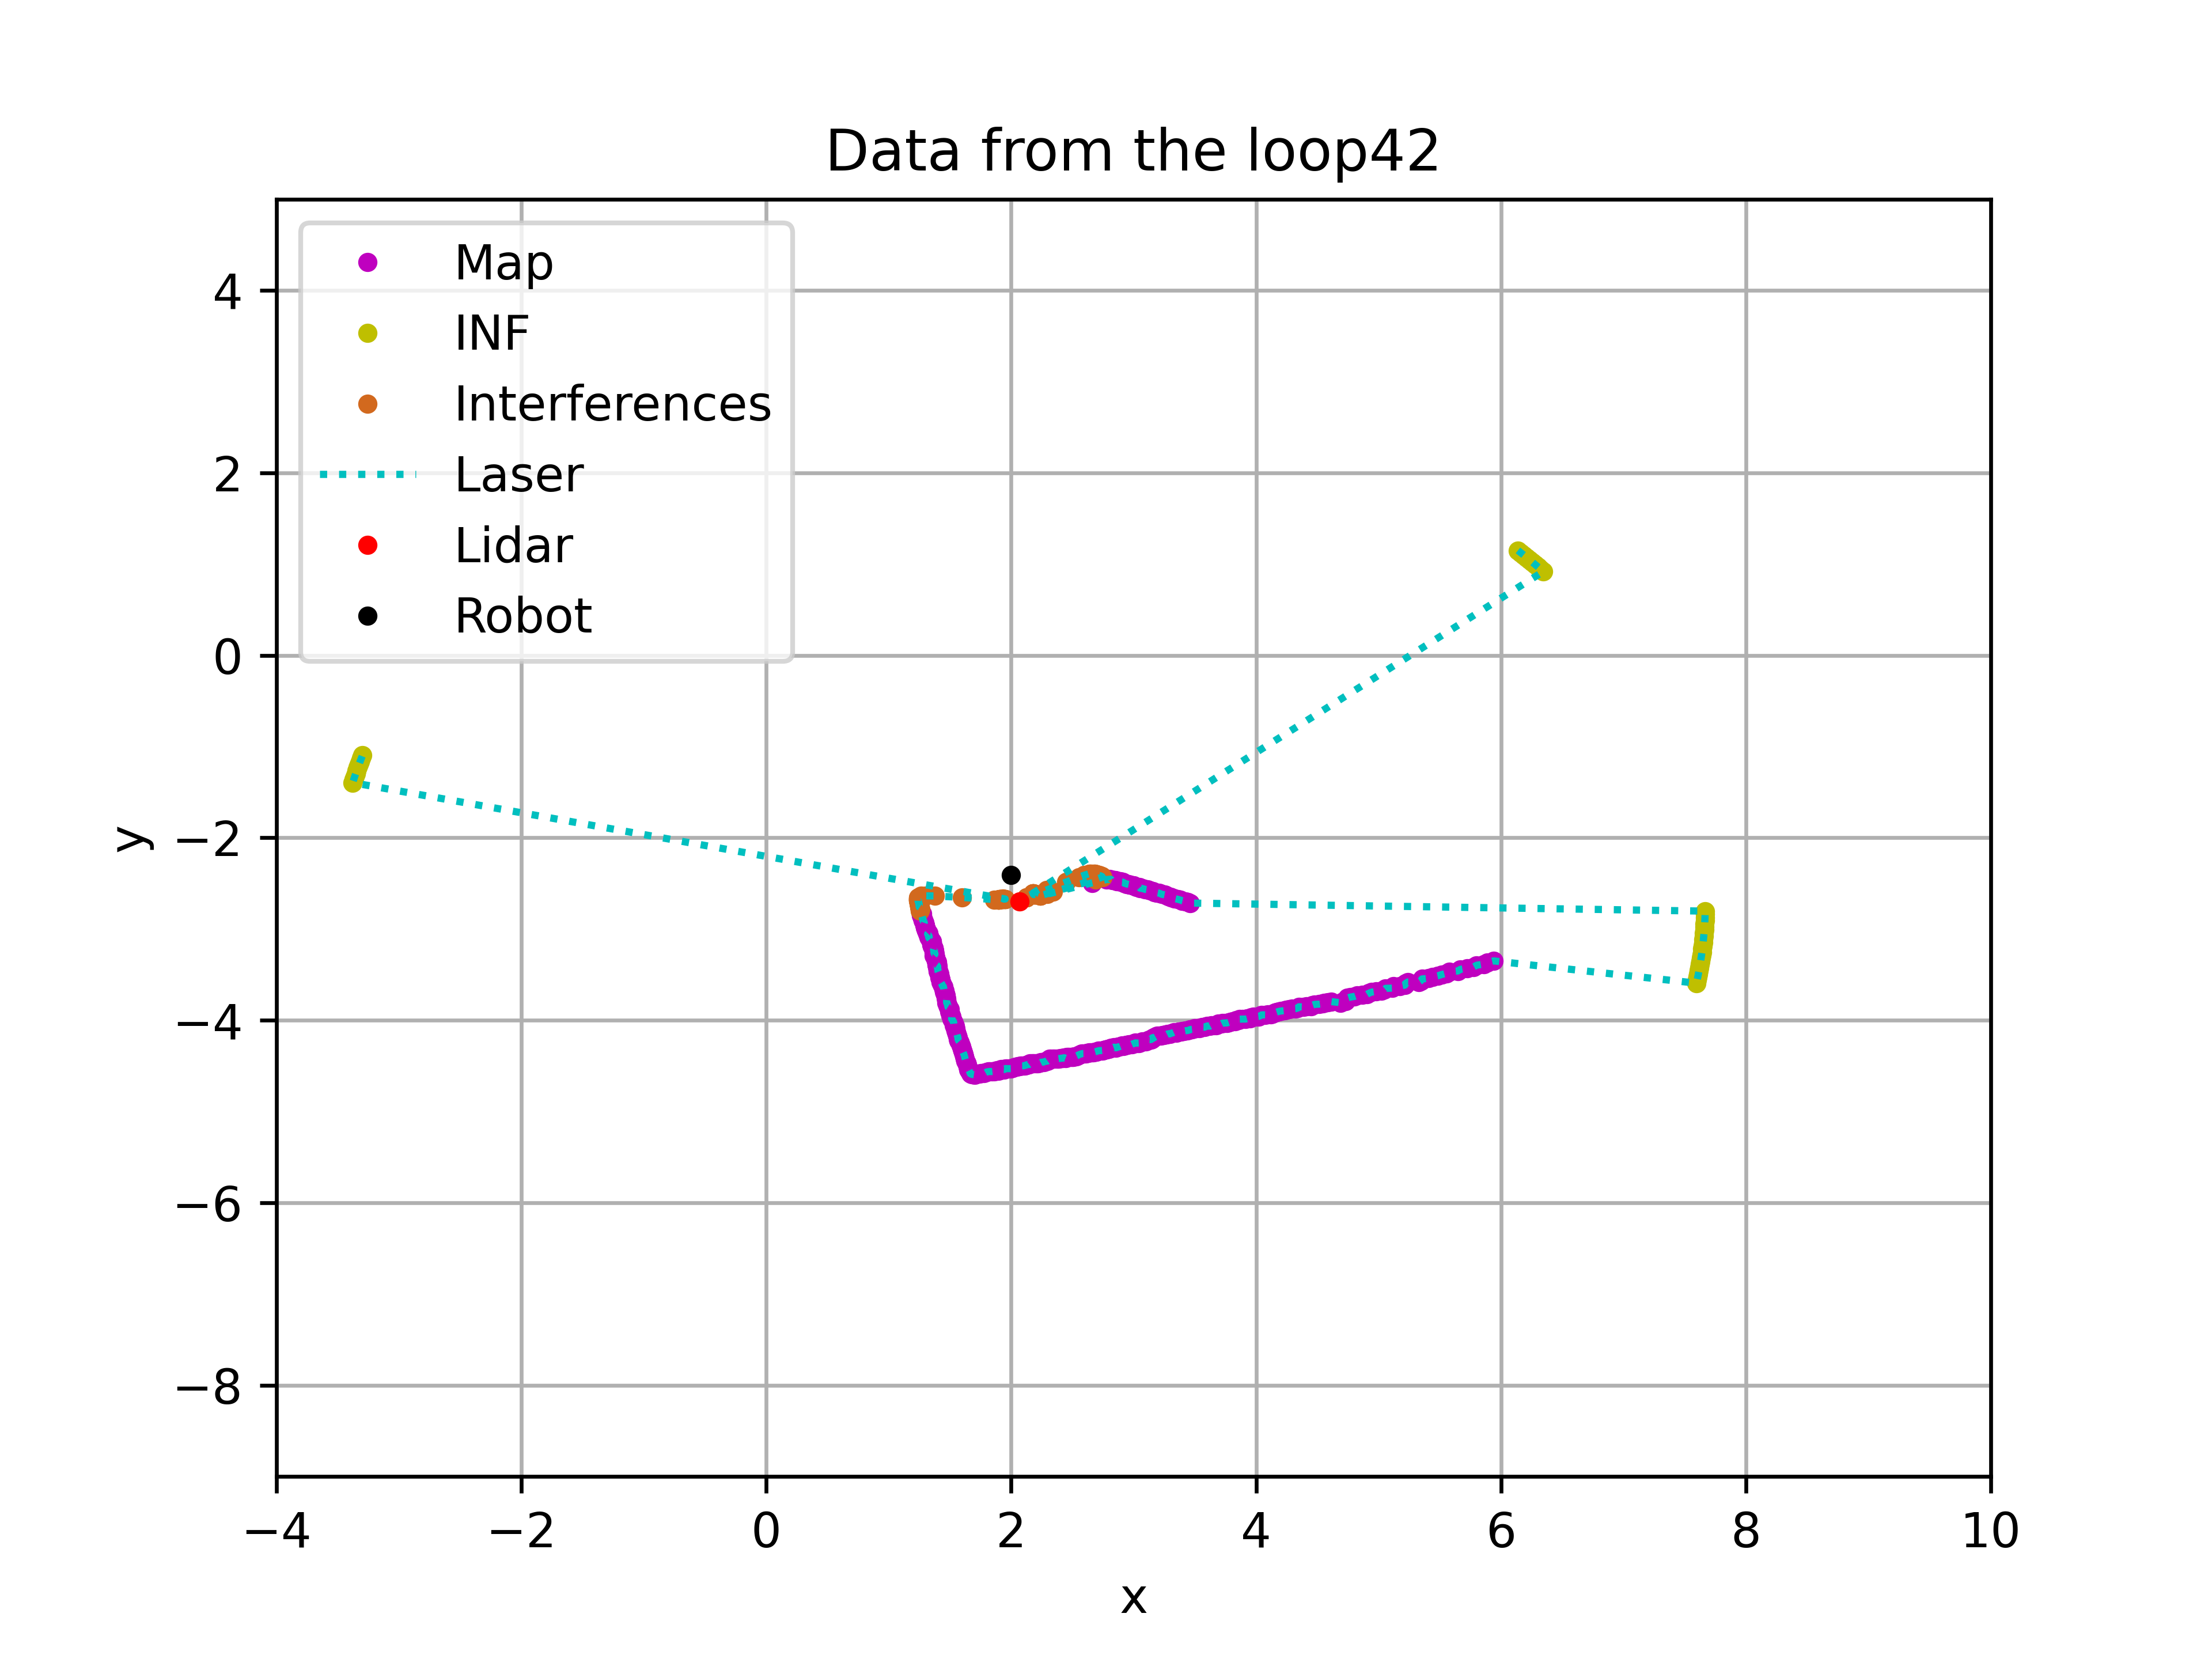 Data from the loop42
Map
INF
Interferences
Laser
Lidar
Robot
4
2
0
−2
−4
−6
−8
y
−4 −2 0 2 4 6 8 10
x